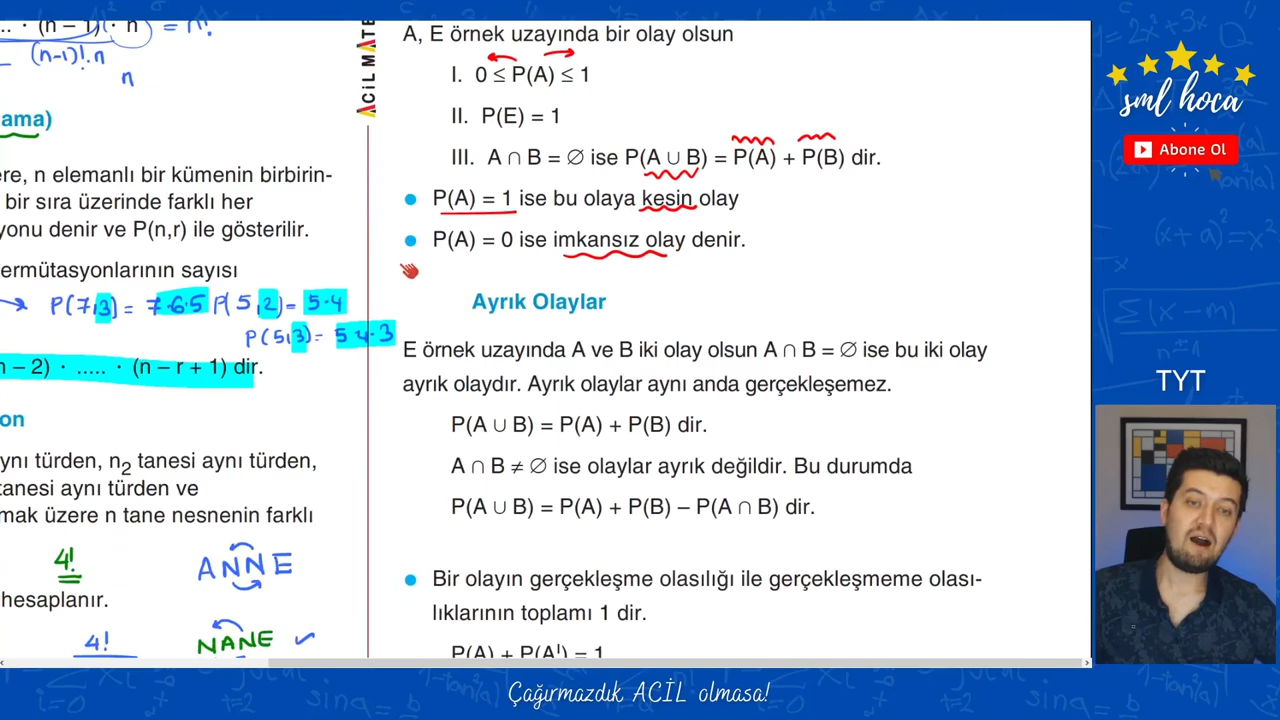 ... · (n – 1) · n = n!
(n-1)! . n
n
ama)
ere, n elemanlı bir kümenin birbirin-
bir sıra üzerinde farklı her
yonu denir ve P(n,r) ile gösterilir.
ermütasyonlarının sayısı
P(7,3) = 7.6.5 P(5,2) = 5.4
P(5,3) = 5.4.3
n – 2) · ..... · (n – r + 1) dir.
on
ynı türden, n2 tanesi aynı türden,
tanesi aynı türden ve
mak üzere n tane nesnenin farklı
4! ANNE
hesaplanır.
4! NANE
ACİL MATE
A, E örnek uzayında bir olay olsun
I. 0 ≤ P(A) ≤ 1
II. P(E) = 1
III. A ∩ B = ∅ ise P(A ∪ B) = P(A) + P(B) dir.
• P(A) = 1 ise bu olaya kesin olay
• P(A) = 0 ise imkansız olay denir.
Ayrık Olaylar
E örnek uzayında A ve B iki olay olsun A ∩ B = ∅ ise bu iki olay
ayrık olaydır. Ayrık olaylar aynı anda gerçekleşemez.
P(A ∪ B) = P(A) + P(B) dir.
A ∩ B ≠ ∅ ise olaylar ayrık değildir. Bu durumda
P(A ∪ B) = P(A) + P(B) – P(A ∩ B) dir.
• Bir olayın gerçekleşme olasılığı ile gerçekleşmeme olası-
lıklarının toplamı 1 dir.
P(A) + P(Aı) = 1
sml hoca
Abone Ol
TYT
Çağırmazdık ACİL olmasa!